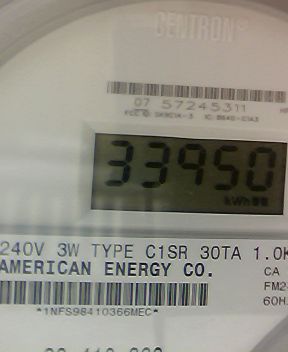 CENTRON®
07 57245311
33950
kWh
240V 3W TYPE C1SR 30TA 1.0K
AMERICAN ENERGY CO.
CA
FM2
60H
*1NFS98410366MEC*